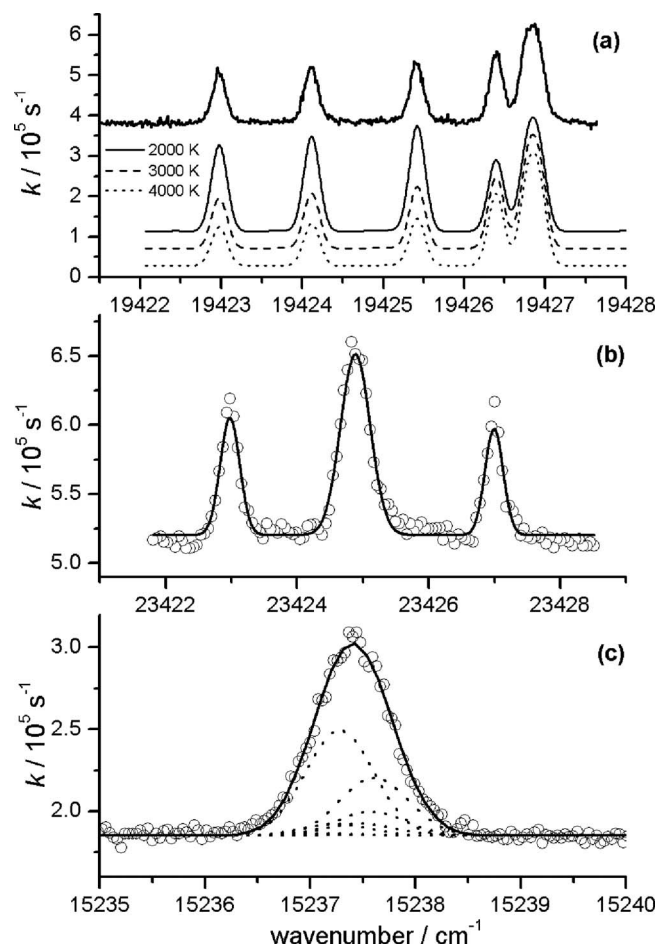 (a)
k / 10⁵ s⁻¹
6
5
4
3
2
1
0
2000 K
3000 K
4000 K
19422 19423 19424 19425 19426 19427 19428
(b)
k / 10⁵ s⁻¹
6.5
6.0
5.5
5.0
23422 23424 23426 23428
(c)
k / 10⁵ s⁻¹
3.0
2.5
2.0
15235 15236 15237 15238 15239 15240
wavenumber / cm⁻¹